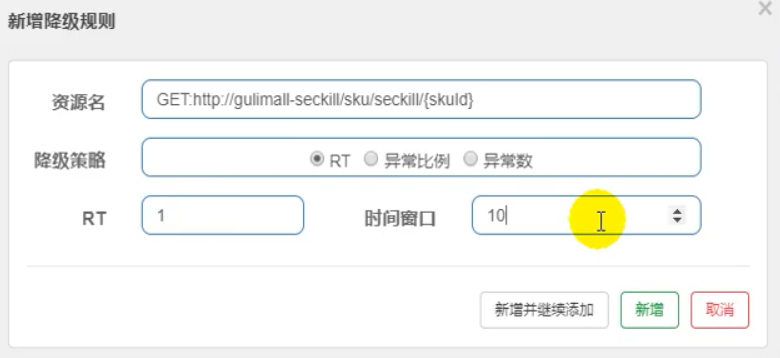 新增降级规则
资源名 GET:http://gulimall-seckill/sku/seckill/{skuId}
降级策略 RT 异常比例 异常数
RT 1 时间窗口 10
新增并继续添加 新增 取消